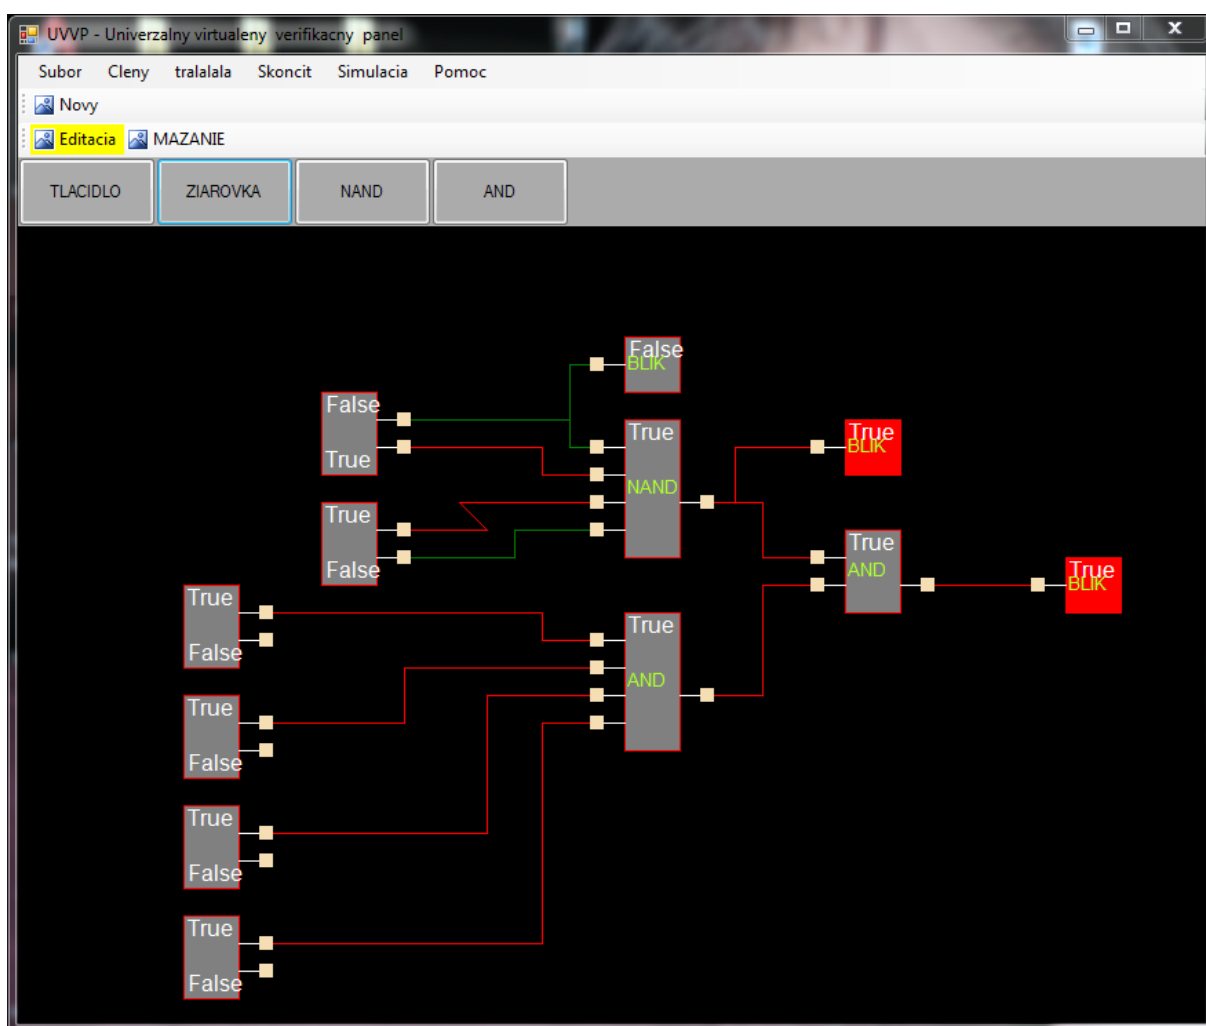 UVVP - Univerzalny virtualeny verifikacny panel
Subor Cleny tralalala Skoncit Simulacia Pomoc
Novy
Editacia MAZANIE
TLACIDLO ZIAROVKA NAND AND
False
BLIK
False
True
True
NAND
True
BLIK
True
False
True
AND
True
BLIK
True
False
True
AND
True
False
True
False
True
False